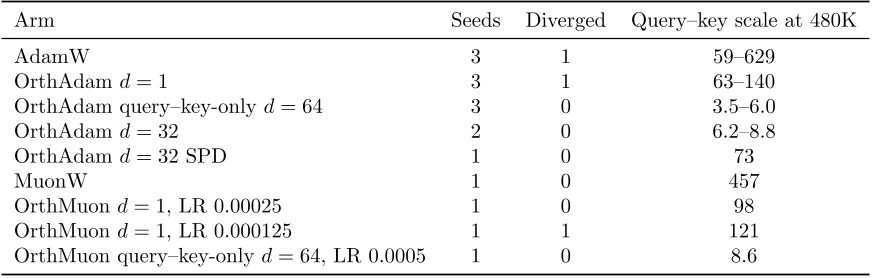 Arm Seeds Diverged Query–key scale at 480K
AdamW 3 1 59–629
OrthAdam d = 1 3 1 63–140
OrthAdam query–key-only d = 64 3 0 3.5–6.0
OrthAdam d = 32 2 0 6.2–8.8
OrthAdam d = 32 SPD 1 0 73
MuonW 1 0 457
OrthMuon d = 1, LR 0.00025 1 0 98
OrthMuon d = 1, LR 0.000125 1 1 121
OrthMuon query–key-only d = 64, LR 0.0005 1 0 8.6